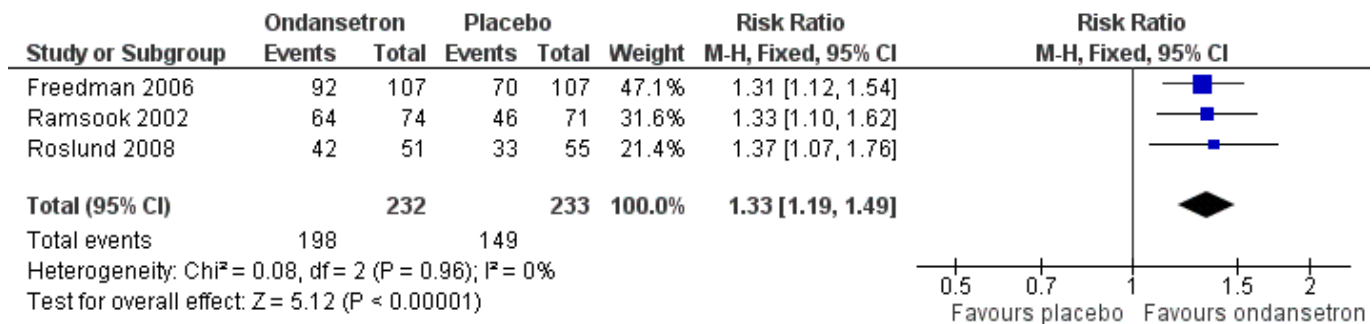 Ondansetron Placebo Risk Ratio Risk Ratio
Study or Subgroup Events Total Events Total Weight M-H, Fixed, 95% CI M-H, Fixed, 95% CI
Freedman 2006 92 107 70 107 47.1% 1.31 [1.12, 1.54]
Ramsook 2002 64 74 46 71 31.6% 1.33 [1.10, 1.62]
Roslund 2008 42 51 33 55 21.4% 1.37 [1.07, 1.76]
Total (95% CI) 232 233 100.0% 1.33 [1.19, 1.49]
Total events 198 149
Heterogeneity: Chi² = 0.08, df = 2 (P = 0.96); I² = 0%
Test for overall effect: Z = 5.12 (P < 0.00001)
0.5 0.7 1 1.5 2
Favours placebo Favours ondansetron